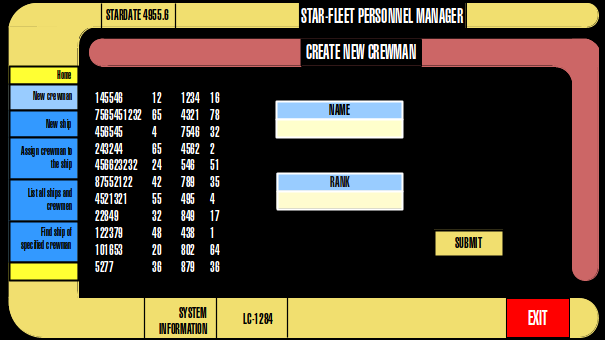 STARDATE 4955.6
STAR-FLEET PERSONNEL MANAGER
CREATE NEW CREWMAN
Home
New crewman
New ship
Assign crewman to
the ship
List all ships and
crewman
Find ship of
specified crewman
145546 12 1234 16
7565451232 65 4321 78
456545 4 7546 32
243244 65 4562 2
456623232 24 546 51
87552122 42 789 35
4521321 55 495 4
22849 32 849 17
122379 48 438 1
101653 20 802 64
5277 36 879 36
NAME
RANK
SUBMIT
SYSTEM
INFORMATION
LC-1264
EXIT